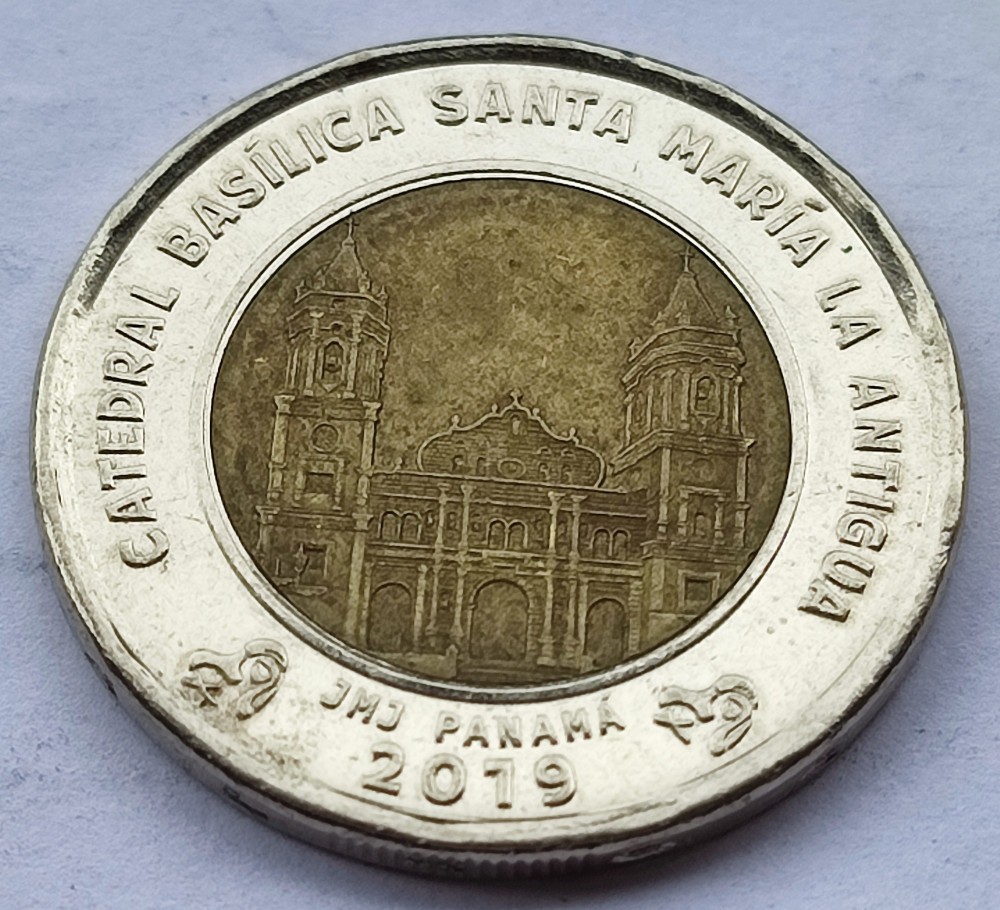 CATEDRAL BASÍLICA SANTA MARÍA LA ANTIGUA
JMJ PANAMÁ
2019